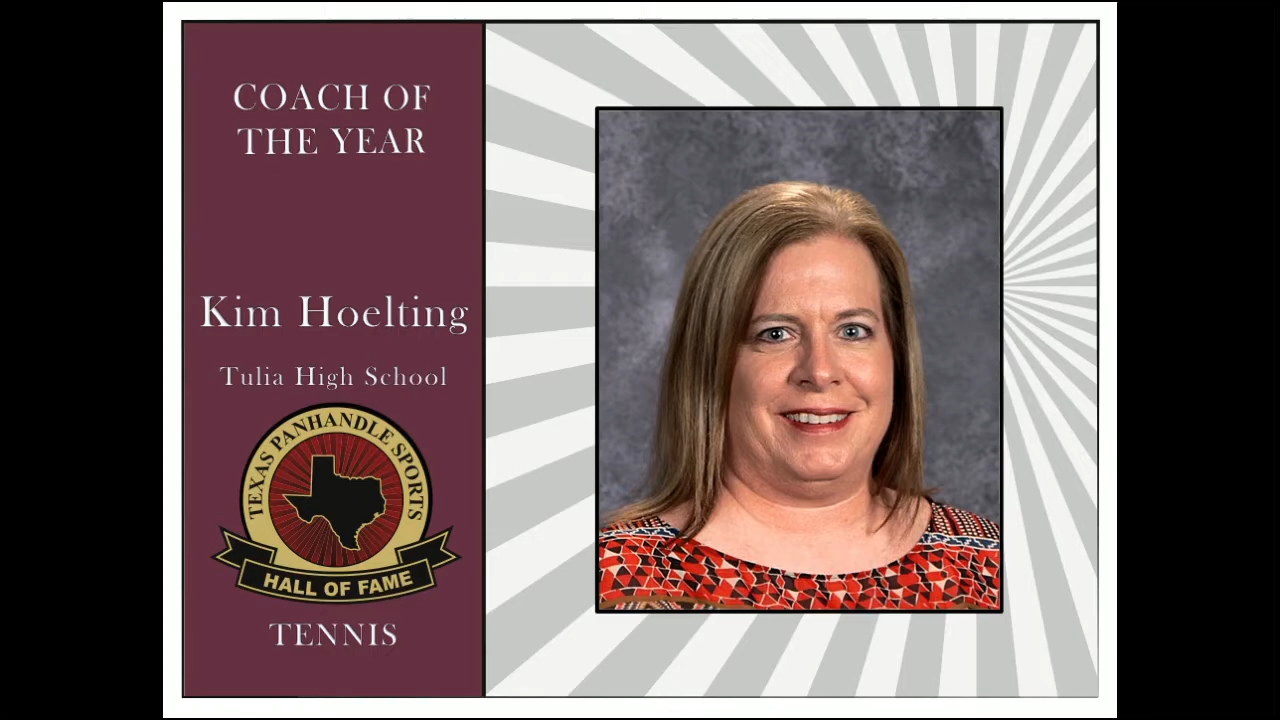 COACH OF
THE YEAR
Kim Hoelting
Tulia High School
TEXAS PANHANDLE SPORTS
HALL OF FAME
TENNIS